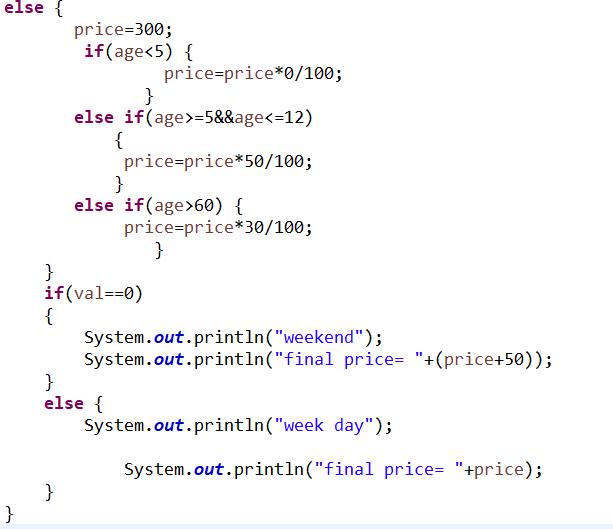 else {
price=300;
if(age<5) {
price=price*0/100;
}
else if(age>=5&&age<=12)
{
price=price*50/100;
}
else if(age>60) {
price=price*30/100;
}
}
if(val==0)
{
System.out.println("weekend");
System.out.println("final price= "+(price+50));
}
else {
System.out.println("week day");
System.out.println("final price= "+price);
}
}